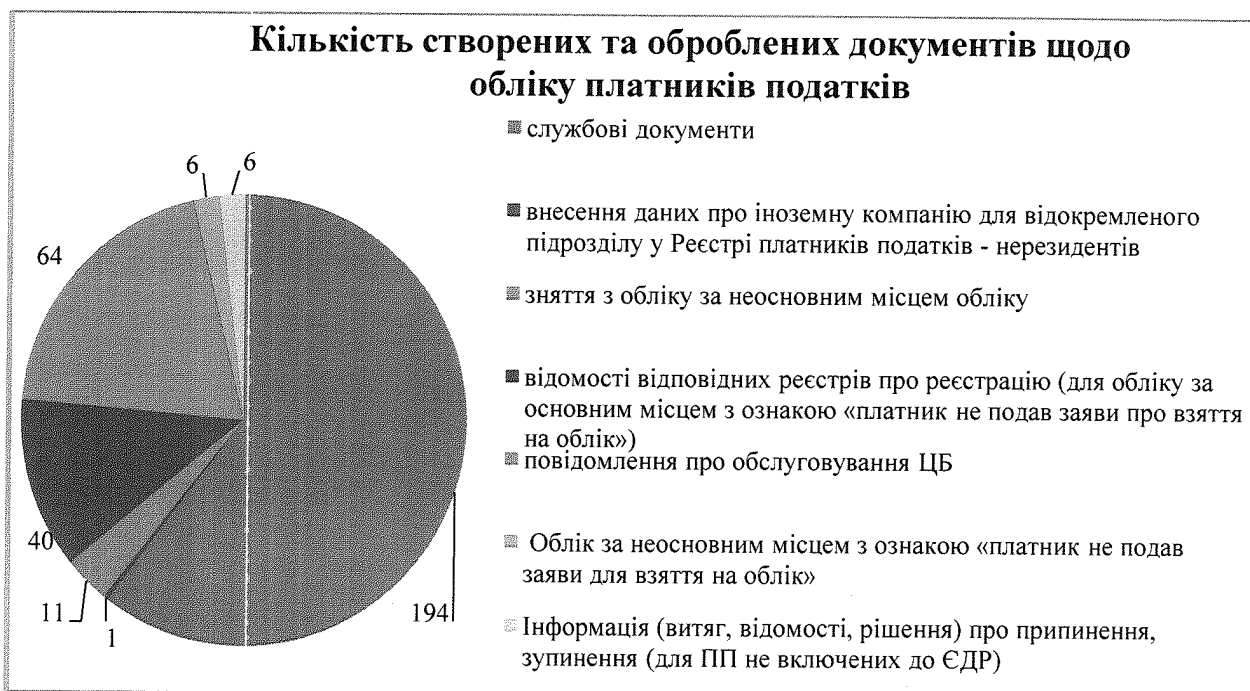 Кількість створених та оброблених документів щодо
обліку платників податків
службові документи
внесення даних про іноземну компанію для відокремленого
підрозділу у Реєстрі платників податків - нерезидентів
зняття з обліку за неосновним місцем обліку
відомості відповідних реєстрів про реєстрацію (для обліку за
основним місцем з ознакою «платник не подав заяви про взяття
на облік»)
повідомлення про обслуговування ЦБ
Облік за неосновним місцем з ознакою «платник не подав
заяви для взяття на облік»
Інформація (витяг, відомості, рішення) про припинення,
зупинення (для ПП не включених до ЄДР)
6
6
64
40
11
1
194